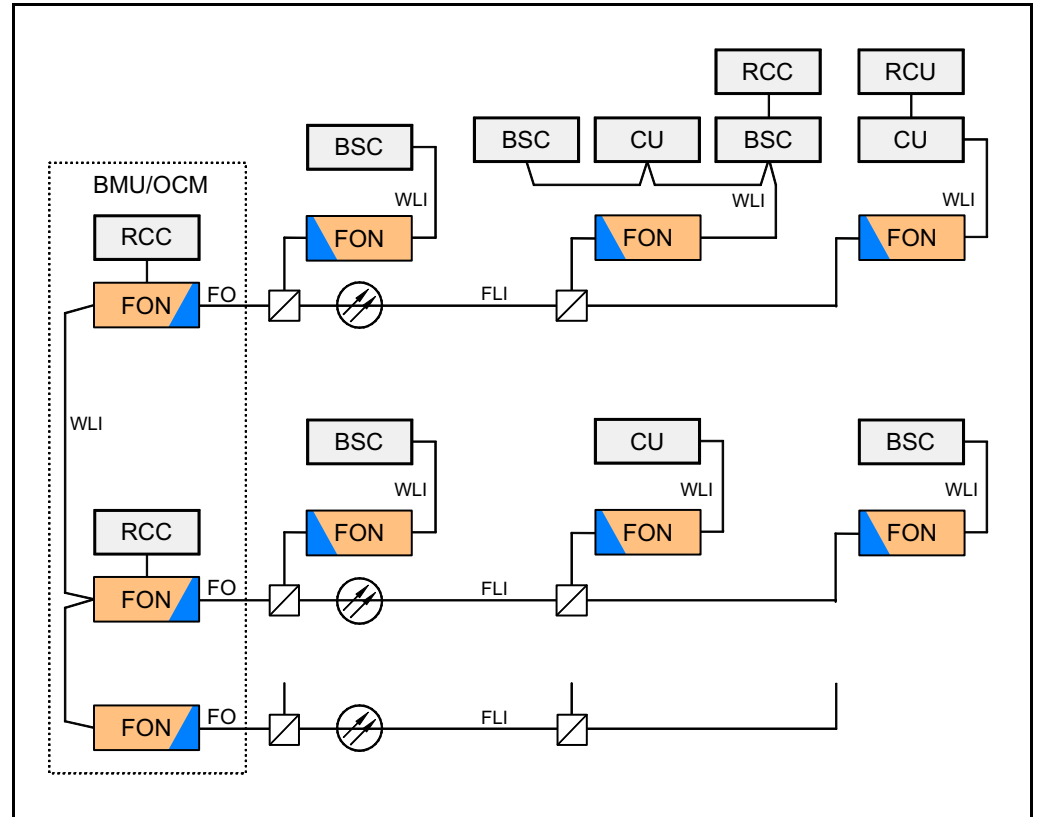 RCC RCU
BSC BSC CU BSC CU
BMU/OCM
WLI WLI WLI
RCC
FON FON FON
FON FO FLI
WLI
BSC CU BSC
WLI WLI WLI
RCC
FON FON FON
FON FO FLI
FON FO FLI